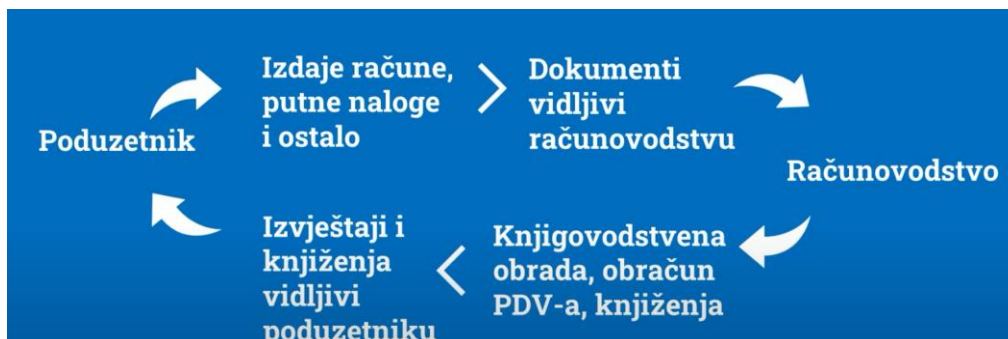 Poduzetnik
Izdaje račune,
putne naloge
i ostalo
Dokumenti
vidljivi
računovodstvu
Računovodstvo
Knjigovodstvena
obrada, obračun
PDV-a, knjiženja
Izvještaji i
knjiženja
vidljivi
poduzetniku